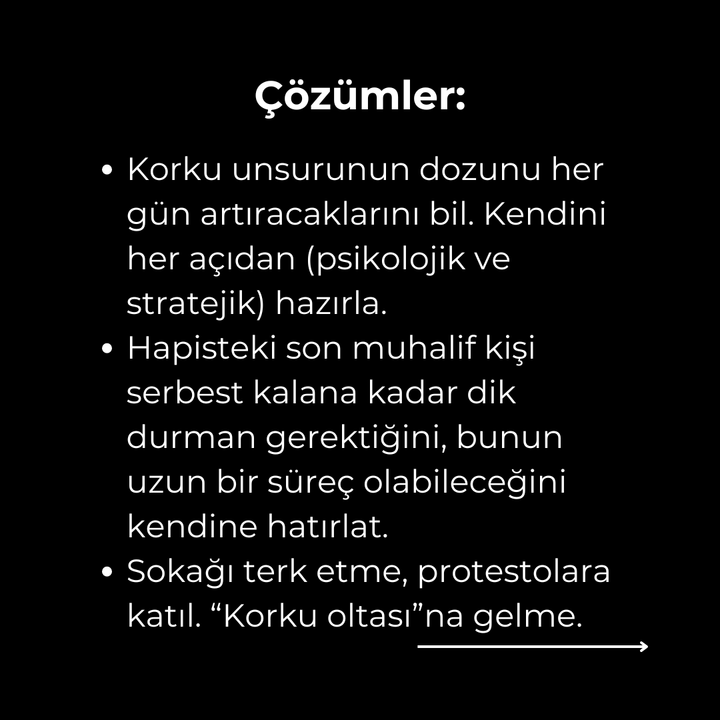 Çözümler:
• Korku unsurunun dozunu her
gün artıracaklarını bil. Kendini
her açıdan (psikolojik ve
stratejik) hazırla.
• Hapisteki son muhalif kişi
serbest kalana kadar dik
durman gerektiğini, bunun
uzun bir süreç olabileceğini
kendine hatırlat.
• Sokağı terk etme, protestolara
katıl. “Korku oltası”na gelme.